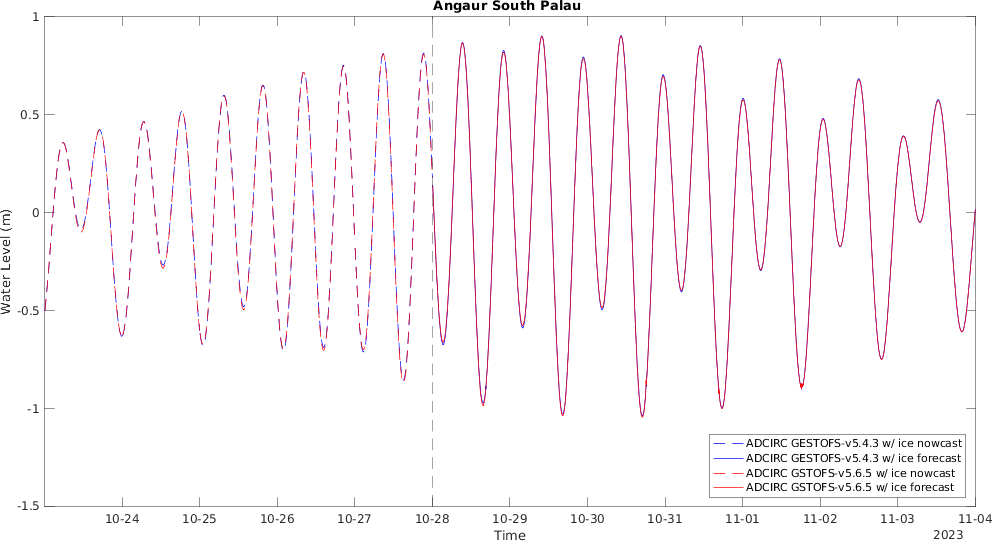 Angaur South Palau
1
0.5
0
-0.5
-1
-1.5
Water Level (m)
ADCIRC GESTOFS-v5.4.3 w/ ice nowcast
ADCIRC GESTOFS-v5.4.3 w/ ice forecast
ADCIRC GSTOFS-v5.6.5 w/ ice nowcast
ADCIRC GSTOFS-v5.6.5 w/ ice forecast
10-24 10-25 10-26 10-27 10-28 10-29 10-30 10-31 11-01 11-02 11-03 11-04
Time
2023